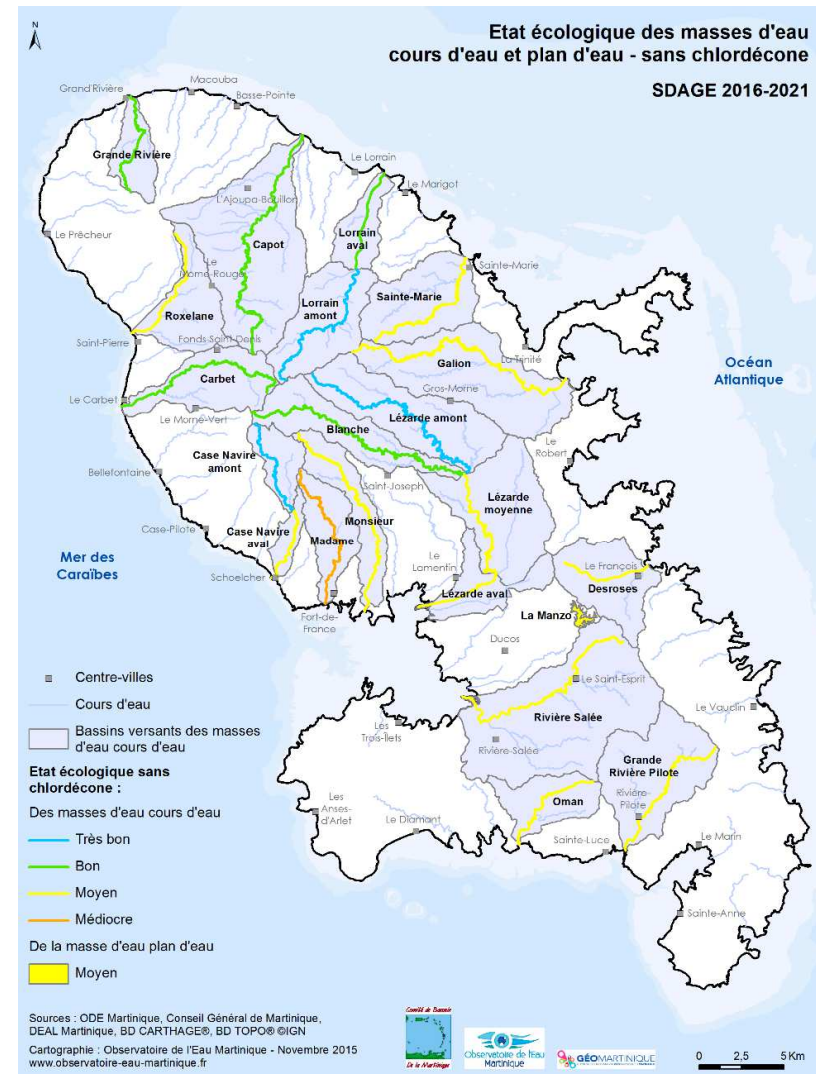 N
Etat écologique des masses d'eau
cours d'eau et plan d'eau - sans chlordécone
SDAGE 2016-2021
Macouba
Grand'Rivière
Basse-Pointe
Grande Rivière
Le Lorrain
Le Marigot
L'Ajoupa-Bouillon
Le Prêcheur
Capot
Lorrain
aval
Le
Morne-Rouge
Sainte-Marie
Sainte-Marie
Lorrain
amont
Roxelane
Saint-Pierre
Fonds-Saint-Denis
La Trinité
Galion
Océan
Atlantique
Carbet
Gros-Morne
Le Carbet
Le Morne-Vert
Lézarde amont
Blanche
Le
Robert
Case Navire
amont
Bellefontaine
Saint-Joseph
Lézarde
moyenne
Case-Pilote
Case Navire
aval
Monsieur
Madame
Mer des
Caraïbes
Le
Lamentin
Le François
Schoelcher
Desroses
Lézarde aval
Fort-de-
France
La Manzo
Ducos
Centre-villes
Le Saint-Esprit
Cours d'eau
Le Vauclin
Bassins versants des masses
d'eau cours d'eau
Rivière Salée
Les
Trois-Îlets
Rivière-Salée
Etat écologique sans
chlordécone :
Grande
Rivière Pilote
Des masses d'eau cours d'eau
Les
Anses-
d'Arlet
Rivière-
Pilote
Oman
Le Diamant
Très bon
Sainte-Luce
Le Marin
Bon
Moyen
Médiocre
Sainte-Anne
De la masse d'eau plan d'eau
Moyen
Sources : ODE Martinique, Conseil Général de Martinique,
DEAL Martinique, BD CARTHAGE®, BD TOPO® ©IGN
Cartographie : Observatoire de l'Eau Martinique - Novembre 2015
www.observatoire-eau-martinique.fr
Comité de Bassin
De la Martinique
Observatoire de l'Eau
Martinique
GÉOMARTINIQUE
0 2,5 5 Km